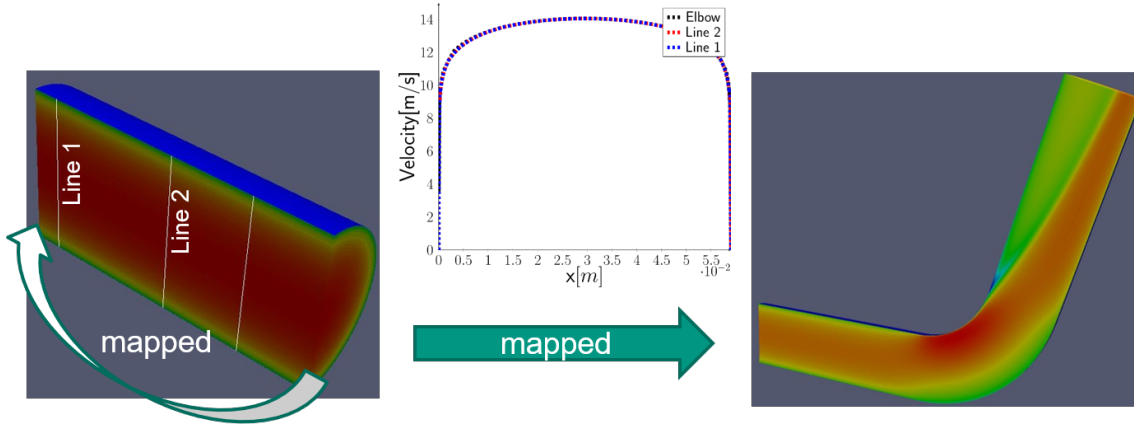 Line 1
Line 2
mapped
Velocity[m/s]
14
12
10
8
6
4
2
0
0 0.5 1 1.5 2 2.5 3 3.5 4 4.5 5 5.5
·10⁻²
x[m]
Elbow
Line 2
Line 1
mapped